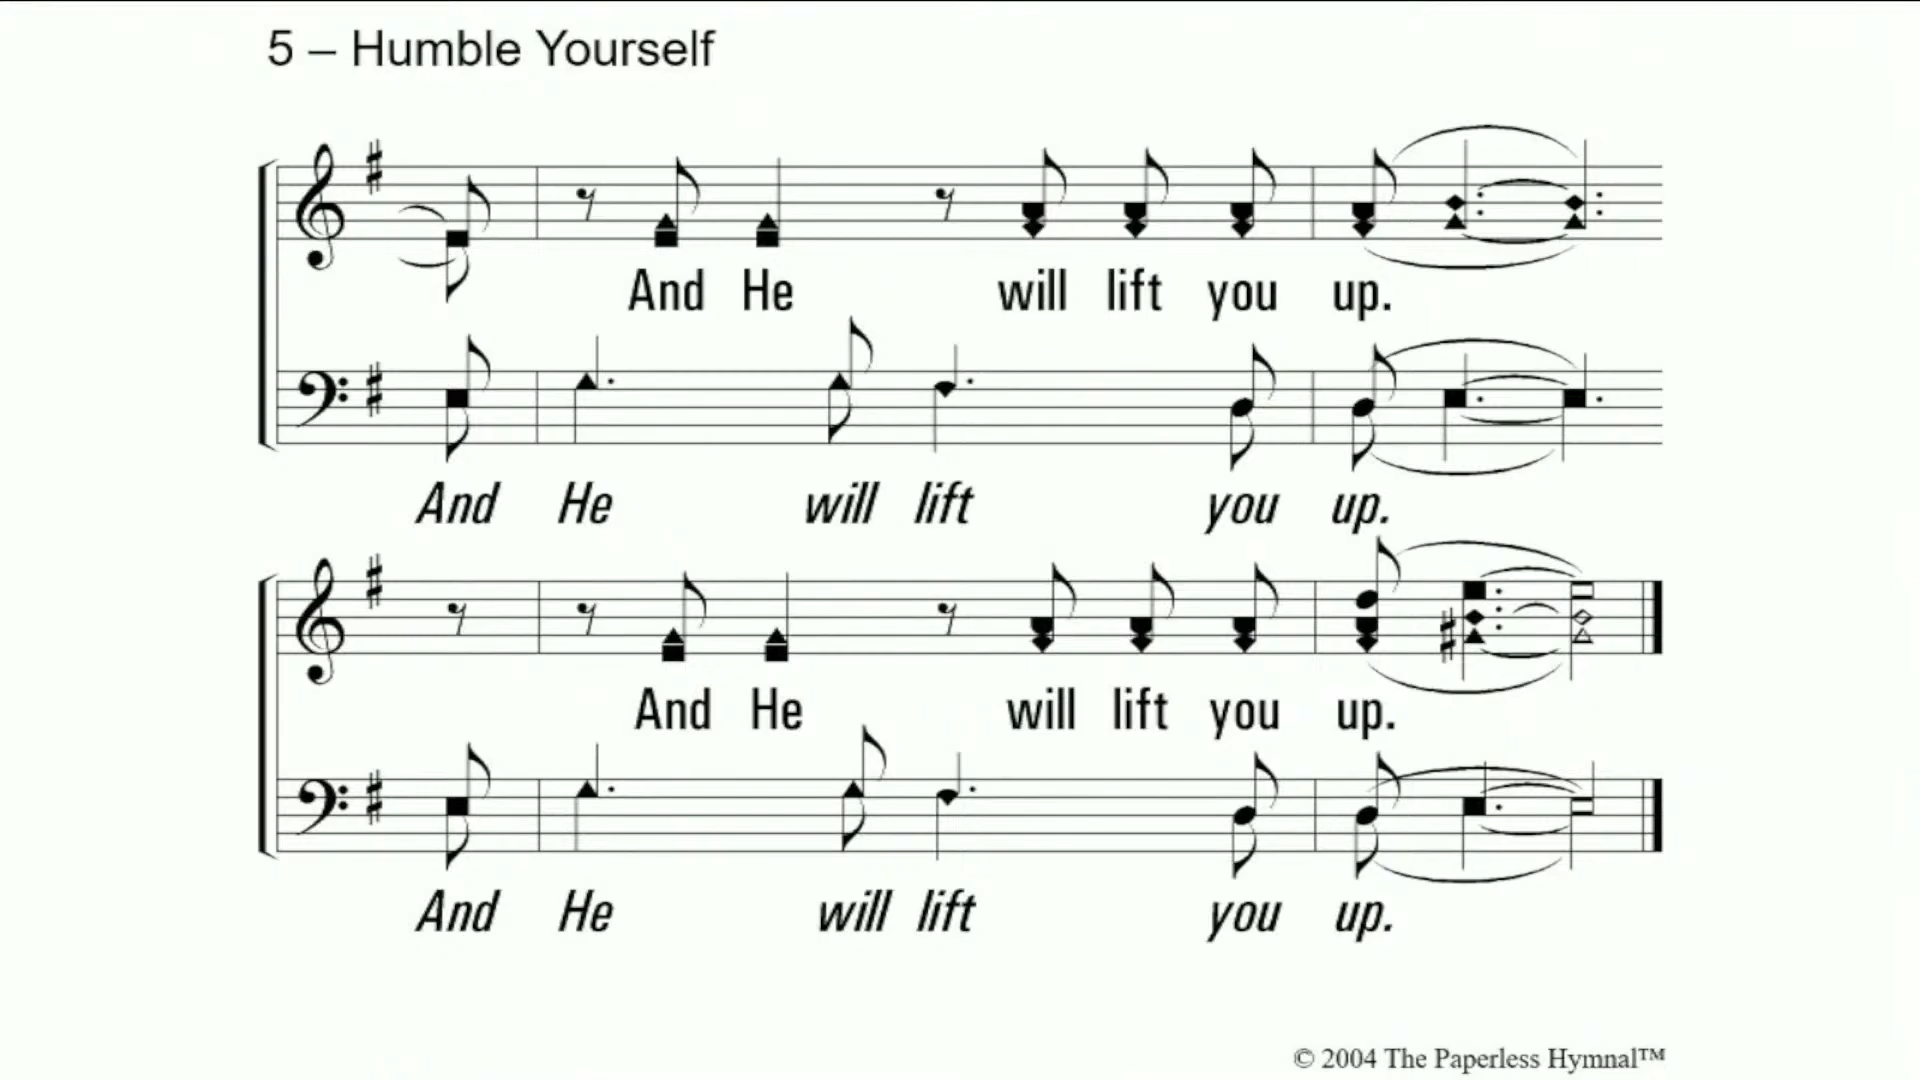 5 – Humble Yourself
And He will lift you up.
And He will lift you up.
And He will lift you up.
And He will lift you up.
© 2004 The Paperless Hymnal™